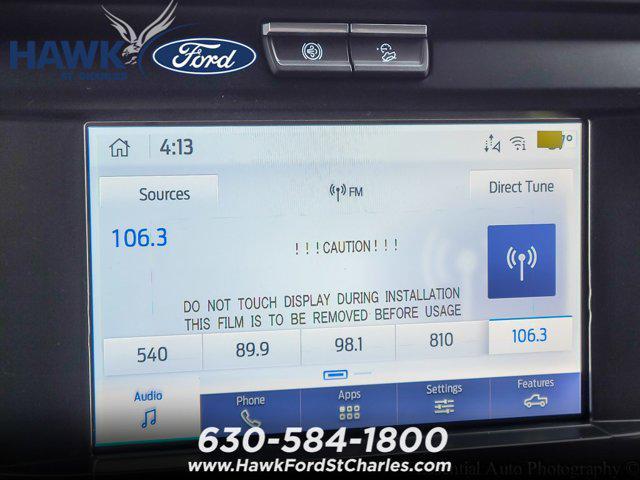 HAWK
ST. CHARLES
Ford
4:13
7°
Sources
FM
Direct Tune
106.3
! ! ! CAUTION ! ! !
DO NOT TOUCH DISPLAY DURING INSTALLATION
THIS FILM IS TO BE REMOVED BEFORE USAGE
540
89.9
98.1
810
106.3
Audio
Phone
Apps
Settings
Features
630-584-1800
www.HawkFordStCharles.com
Auto Photography